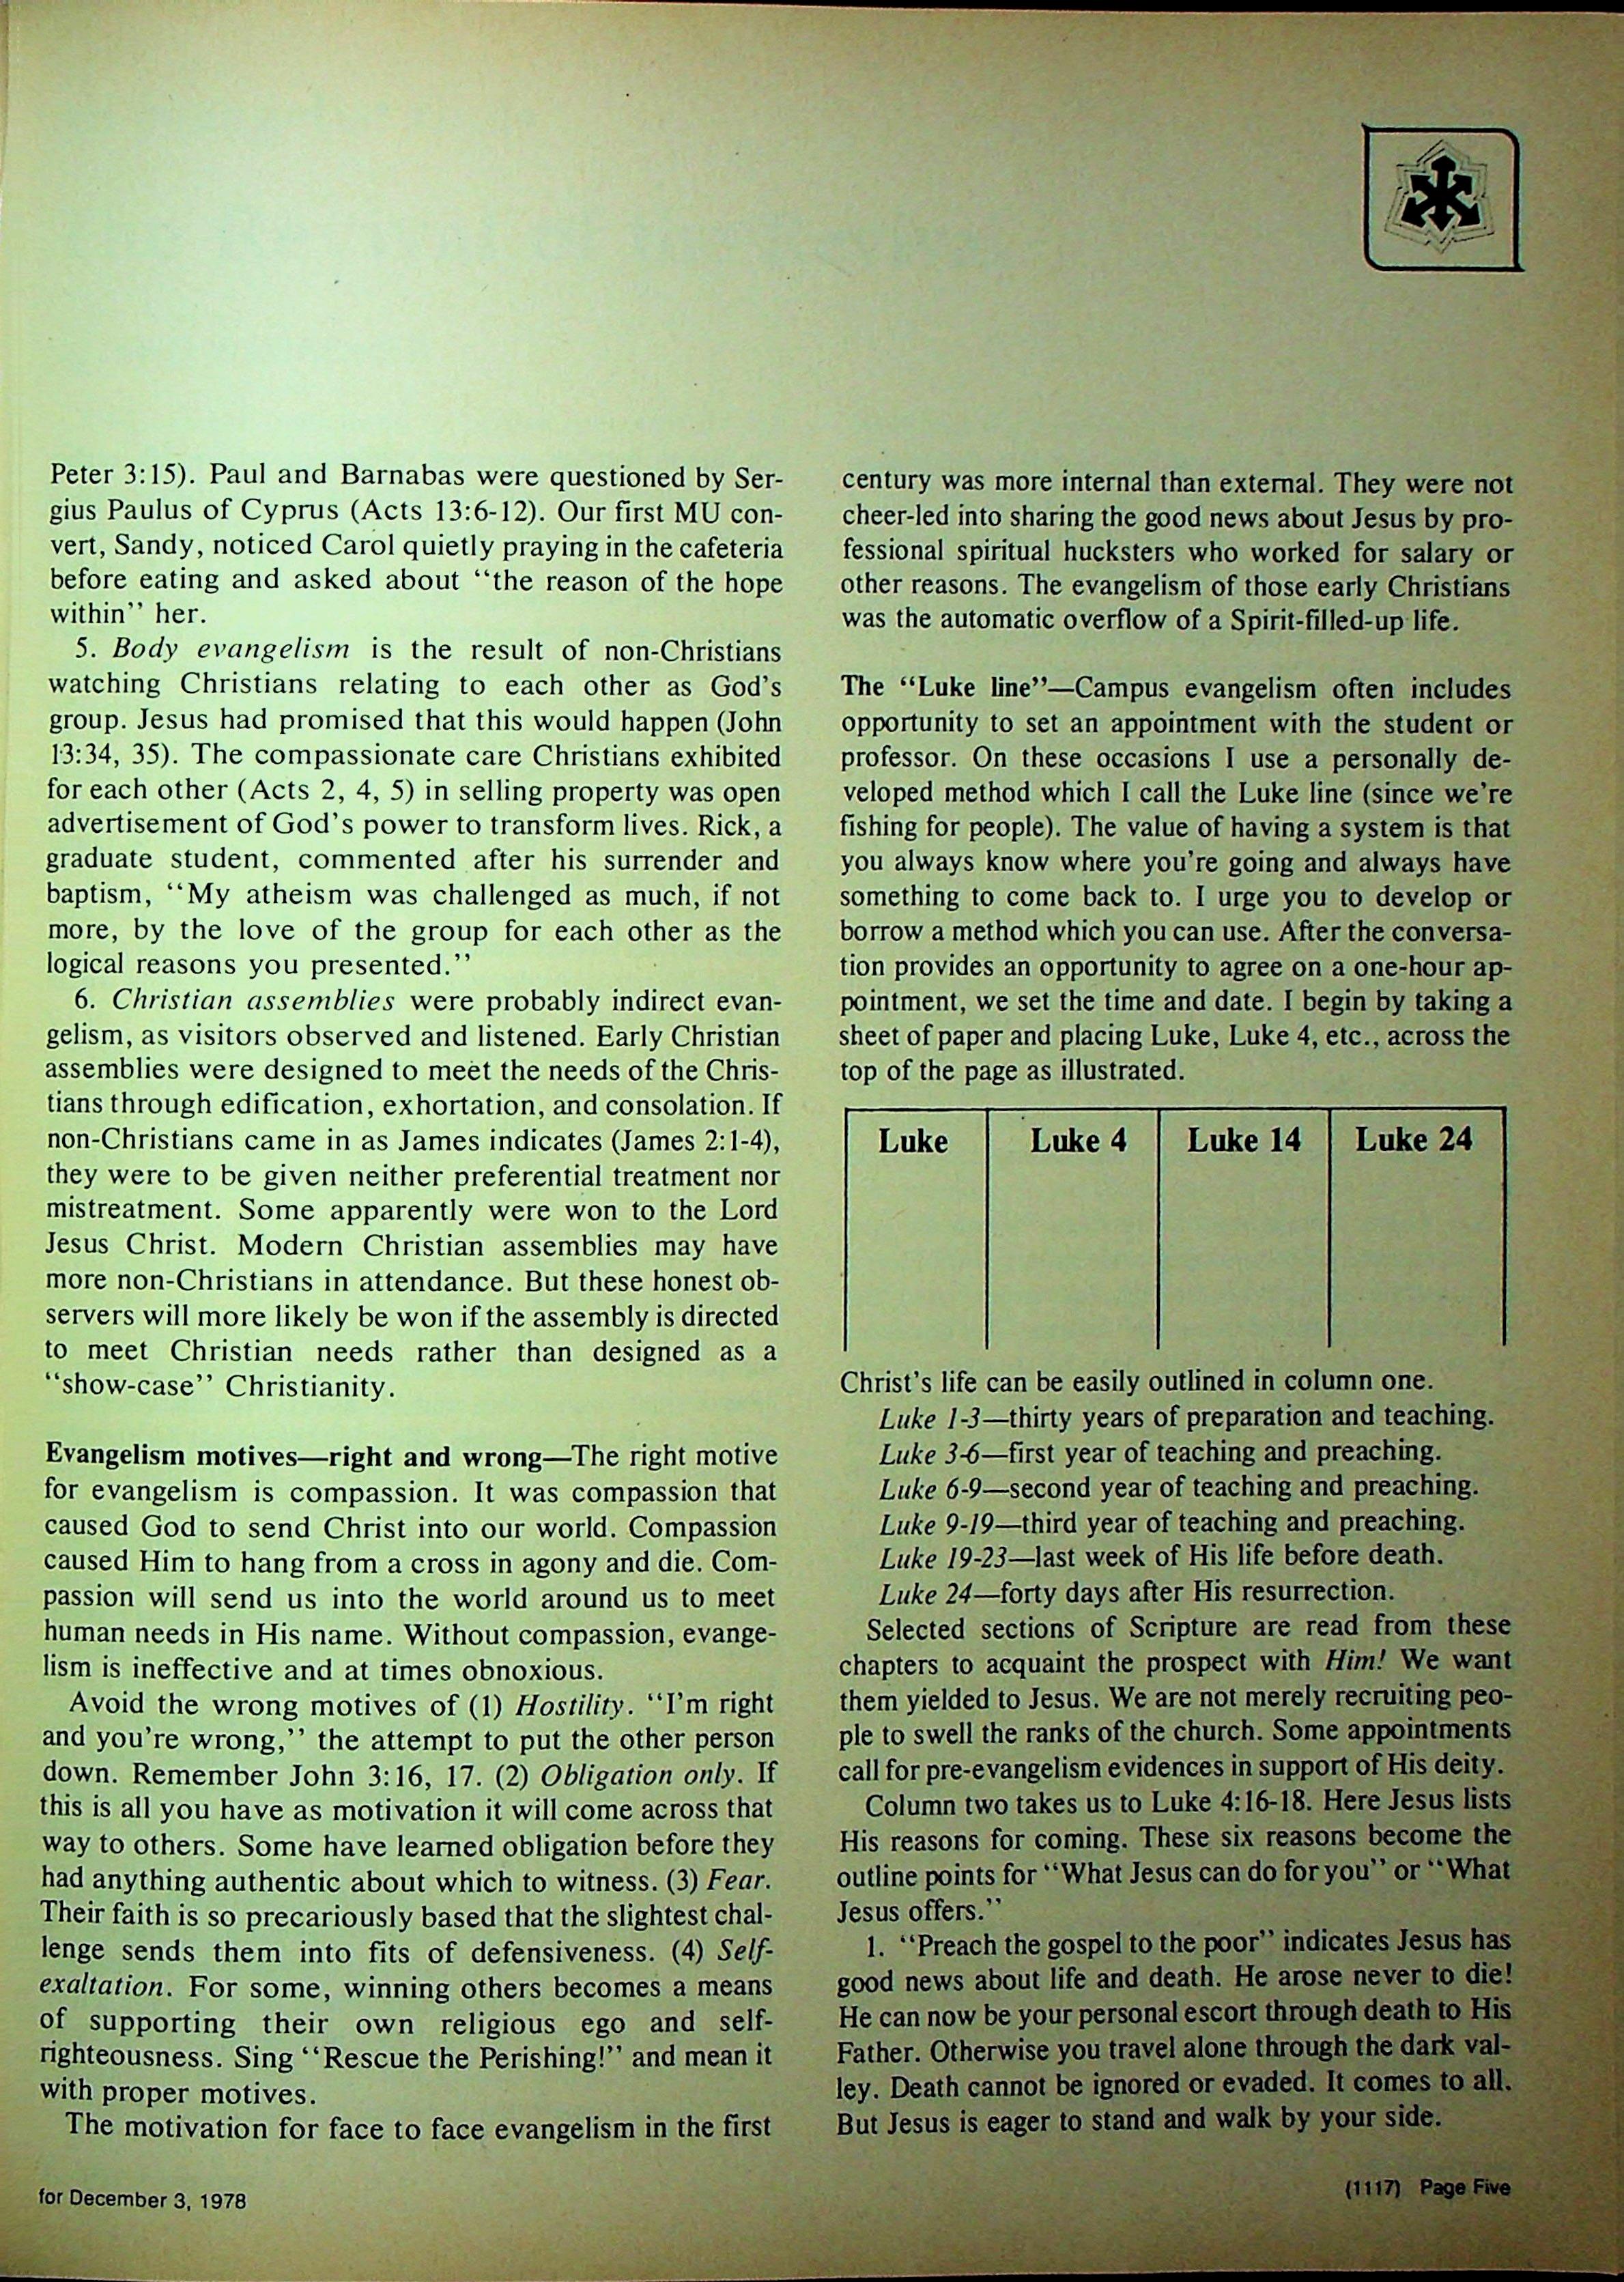 Peter 3:15). Paul and Barnabas were questioned by Ser-
gius Paulus of Cyprus (Acts 13:6-12). Our first MU con-
vert, Sandy, noticed Carol quietly praying in the cafeteria
before eating and asked about “the reason of the hope
within” her.
5. Body evangelism is the result of non-Christians
watching Christians relating to each other as God's
group. Jesus had promised that this would happen (John
13:34, 35). The compassionate care Christians exhibited
for each other (Acts 2, 4, 5) in selling property was open
advertisement of God's power to transform lives. Rick, a
graduate student, commented after his surrender and
baptism, “My atheism was challenged as much, if not
more, by the love of the group for each other as the
logical reasons you presented.”
6. Christian assemblies were probably indirect evan-
gelism, as visitors observed and listened. Early Christian
assemblies were designed to meet the needs of the Chris-
tians through edification, exhortation, and consolation. If
non-Christians came in as James indicates (James 2:1-4),
they were to be given neither preferential treatment nor
mistreatment. Some apparently were won to the Lord
Jesus Christ. Modern Christian assemblies may have
more non-Christians in attendance. But these honest ob-
servers will more likely be won if the assembly is directed
to meet Christian needs rather than designed as a
“show-case” Christianity.
Evangelism motives—right and wrong—The right motive
for evangelism is compassion. It was compassion that
caused God to send Christ into our world. Compassion
caused Him to hang from a cross in agony and die. Com-
passion will send us into the world around us to meet
human needs in His name. Without compassion, evange-
lism is ineffective and at times obnoxious.
Avoid the wrong motives of (1) Hostility. “I'm right
and you're wrong,” the attempt to put the other person
down. Remember John 3:16, 17. (2) Obligation only. If
this is all you have as motivation it will come across that
way to others. Some have learned obligation before they
had anything authentic about which to witness. (3) Fear.
Their faith is so precariously based that the slightest chal-
lenge sends them into fits of defensiveness. (4) Self-
exaltation. For some, winning others becomes a means
of supporting their own religious ego and self-
righteousness. Sing “Rescue the Perishing!” and mean it
with proper motives.
The motivation for face to face evangelism in the first
century was more internal than external. They were not
cheer-led into sharing the good news about Jesus by pro-
fessional spiritual hucksters who worked for salary or
other reasons. The evangelism of those early Christians
was the automatic overflow of a Spirit-filled-up life.
The “Luke line”—Campus evangelism often includes
opportunity to set an appointment with the student or
professor. On these occasions I use a personally de-
veloped method which I call the Luke line (since we're
fishing for people). The value of having a system is that
you always know where you're going and always have
something to come back to. I urge you to develop or
borrow a method which you can use. After the conversa-
tion provides an opportunity to agree on a one-hour ap-
pointment, we set the time and date. I begin by taking a
sheet of paper and placing Luke, Luke 4, etc., across the
top of the page as illustrated.
Luke Luke 4 Luke 14 Luke 24
Christ's life can be easily outlined in column one.
Luke 1-3—thirty years of preparation and teaching.
Luke 3-6—first year of teaching and preaching.
Luke 6-9—second year of teaching and preaching.
Luke 9-19—third year of teaching and preaching.
Luke 19-23—last week of His life before death.
Luke 24—forty days after His resurrection.
Selected sections of Scripture are read from these
chapters to acquaint the prospect with Him! We want
them yielded to Jesus. We are not merely recruiting peo-
ple to swell the ranks of the church. Some appointments
call for pre-evangelism evidences in support of His deity.
Column two takes us to Luke 4:16-18. Here Jesus lists
His reasons for coming. These six reasons become the
outline points for “What Jesus can do for you” or “What
Jesus offers.”
1. “Preach the gospel to the poor” indicates Jesus has
good news about life and death. He arose never to die!
He can now be your personal escort through death to His
Father. Otherwise you travel alone through the dark val-
ley. Death cannot be ignored or evaded. It comes to all.
But Jesus is eager to stand and walk by your side.
for December 3, 1978
(1117) Page Five